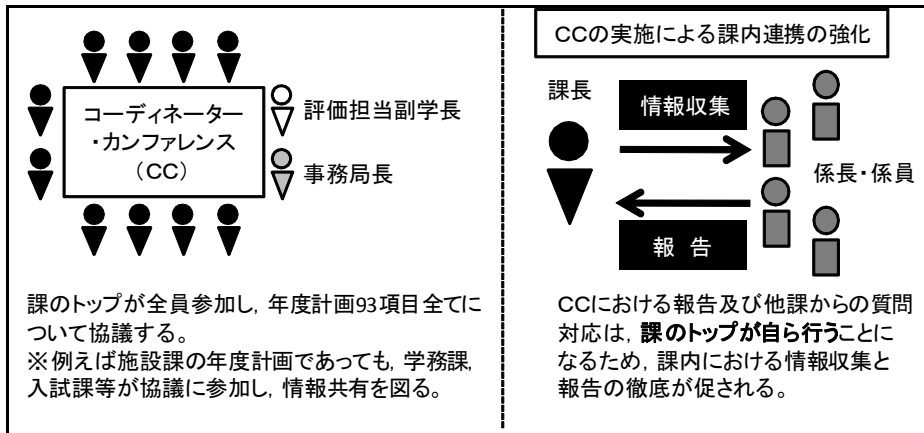 コーディネーター
・カンファレンス
（CC）
評価担当副学長
事務局長
課のトップが全員参加し，年度計画93項目全てに
ついて協議する。
※例えば施設課の年度計画であっても，学務課，
入試課等が協議に参加し，情報共有を図る。
CCの実施による課内連携の強化
課長
情報収集
係長・係員
報 告
CCにおける報告及び他課からの質問
対応は，課のトップが自ら行うことに
なるため，課内における情報収集と
報告の徹底が促される。